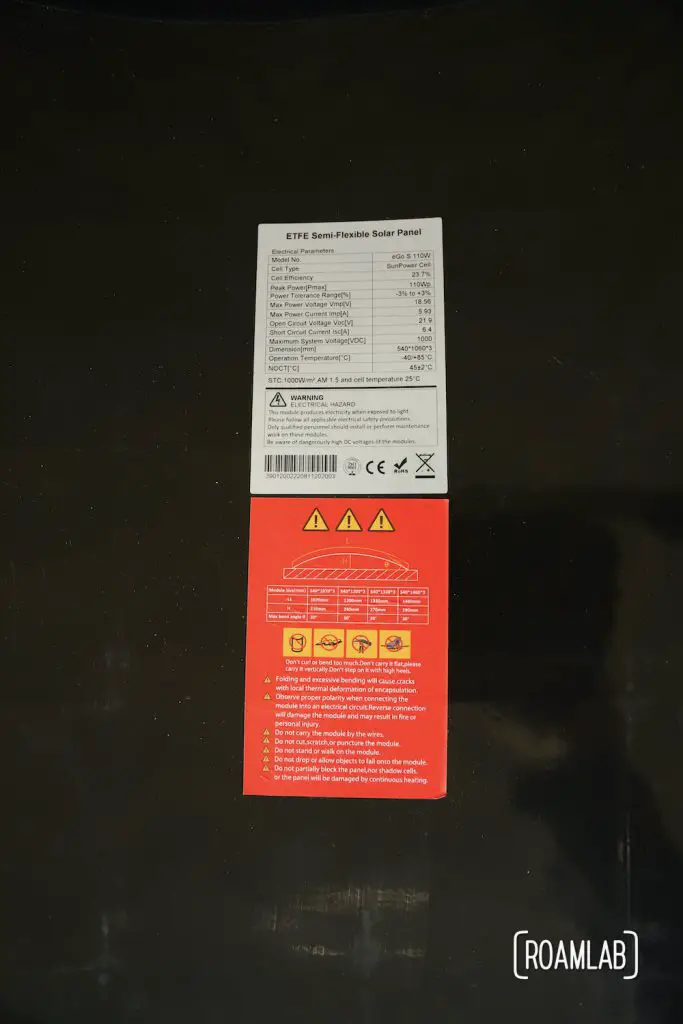 ETFE Semi-Flexible Solar Panel
Electrical Parameters
Model No eGo S 110W
Cell Type SunPower Cell
Cell Efficiency 23.7%
Peak Power[Pmax] 110Wp
Power Tolerance Range[%] -3% to +3%
Max Power Voltage Vmp[V] 18.56
Max Power Current Imp[A] 5.93
Open Circuit Voltage Voc[V] 21.9
Short Circuit Current Isc[A] 6.4
Maximum System Voltage[VDC] 1000
Dimension[mm] 540*1060*3
Operation Temperature[°C] -40/+85°C
NOCT[°C] 45±2°C
STC:1000W/m², AM 1.5 and cell temperature 25°C
WARNING
ELECTRICAL HAZARD
This module produces electricity when exposed to light.
Please follow all applicable electrical safety precautions.
Only qualified personnel should install or perform maintenance
work on these modules.
Be aware of dangerously high DC voltages of the modules.
CE RoHS
L
H θ
Module Size(mm) 540*1200*3
H
Max bend angle θ 30°
Don't curl or bend too much.Don't carry it flat,please
carry it vertically.Don't step on it with high heels.
Folding and excessive bending will cause cracks
with local thermal deformation of encapsulation.
Observe proper polarity when connecting the
module into an electrical circuit.Reverse connection
will damage the module and may result in fire or
personal injury.
Do not carry the module by the wires.
Do not cut,scratch,or puncture the module.
Do not stand or walk on the module.
Do not drop or allow objects to fall onto the module.
Do not partially block the panel,nor shadow cells,
or the panel will be damaged by continuous heating.
[ROAMLAB]